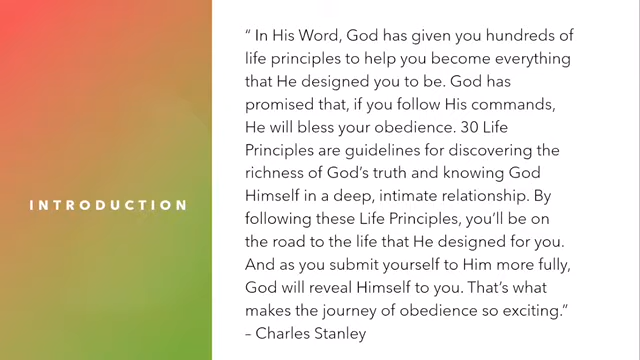 INTRODUCTION
“ In His Word, God has given you hundreds of
life principles to help you become everything
that He designed you to be. God has
promised that, if you follow His commands,
He will bless your obedience. 30 Life
Principles are guidelines for discovering the
richness of God’s truth and knowing God
Himself in a deep, intimate relationship. By
following these Life Principles, you’ll be on
the road to the life that He designed for you.
And as you submit yourself to Him more fully,
God will reveal Himself to you. That’s what
makes the journey of obedience so exciting.”
– Charles Stanley